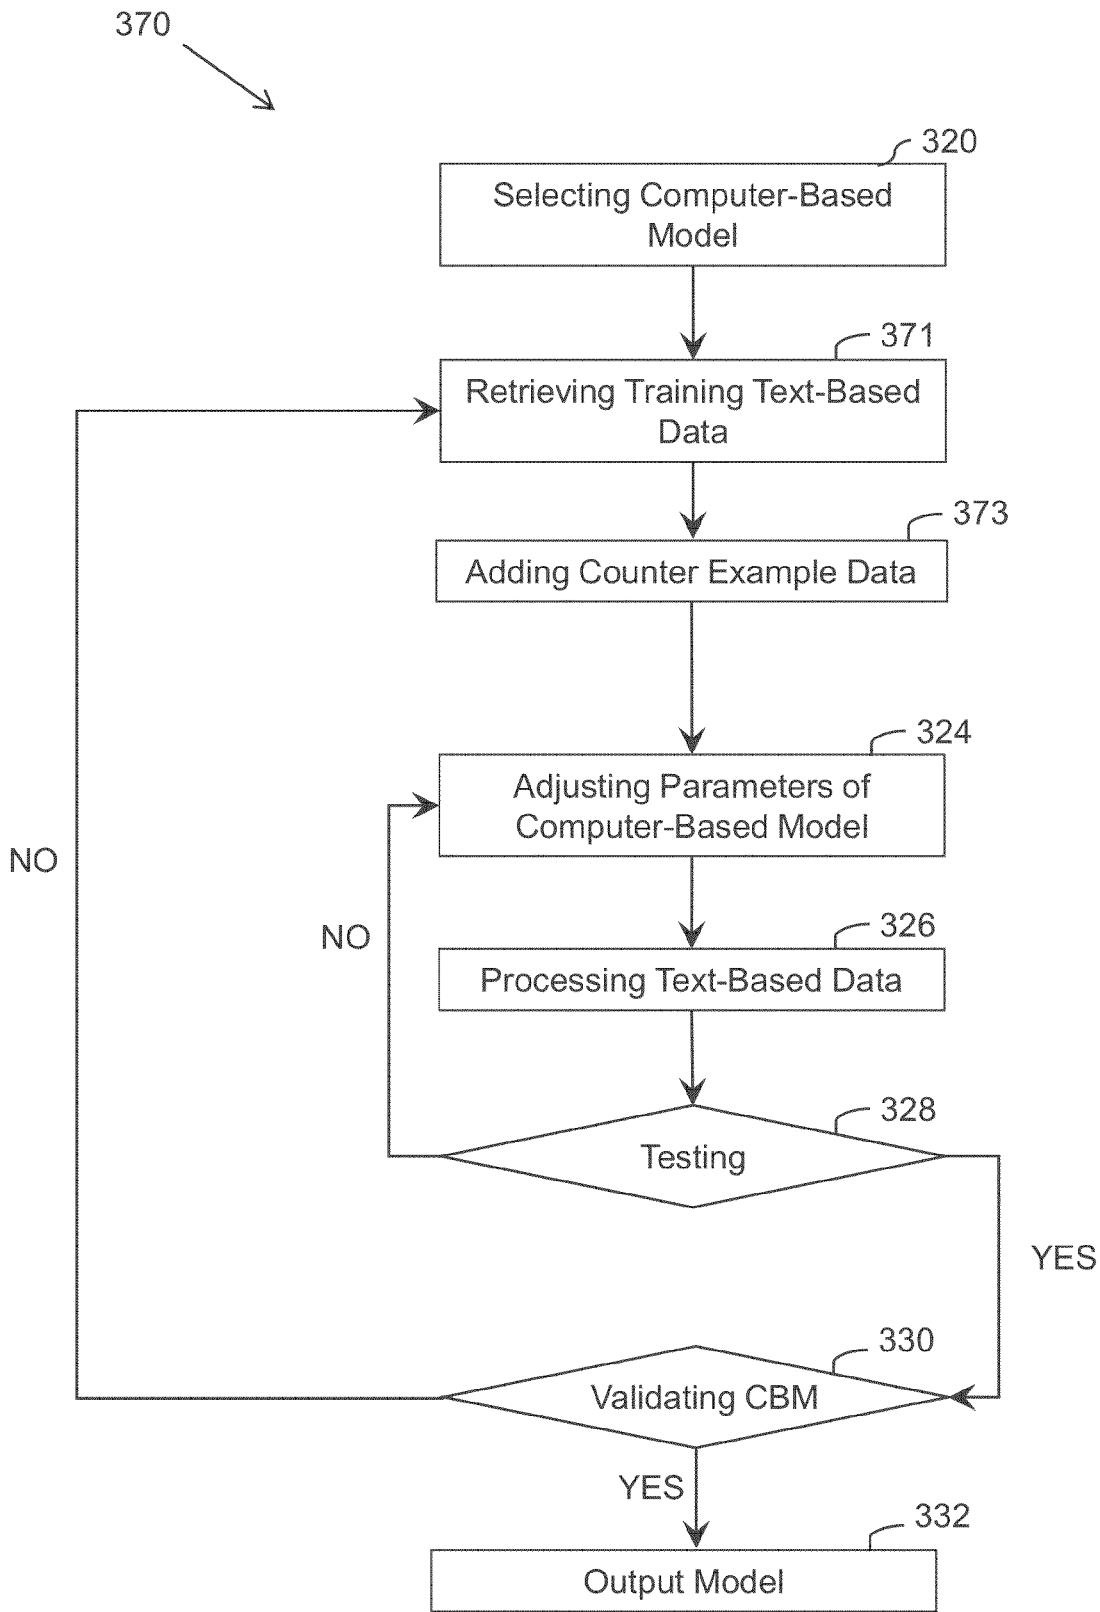 370
320
Selecting Computer-Based
Model
371
Retrieving Training Text-Based
Data
373
Adding Counter Example Data
324
Adjusting Parameters of
Computer-Based Model
NO
NO
326
Processing Text-Based Data
328
Testing
YES
330
Validating CBM
YES
332
Output Model